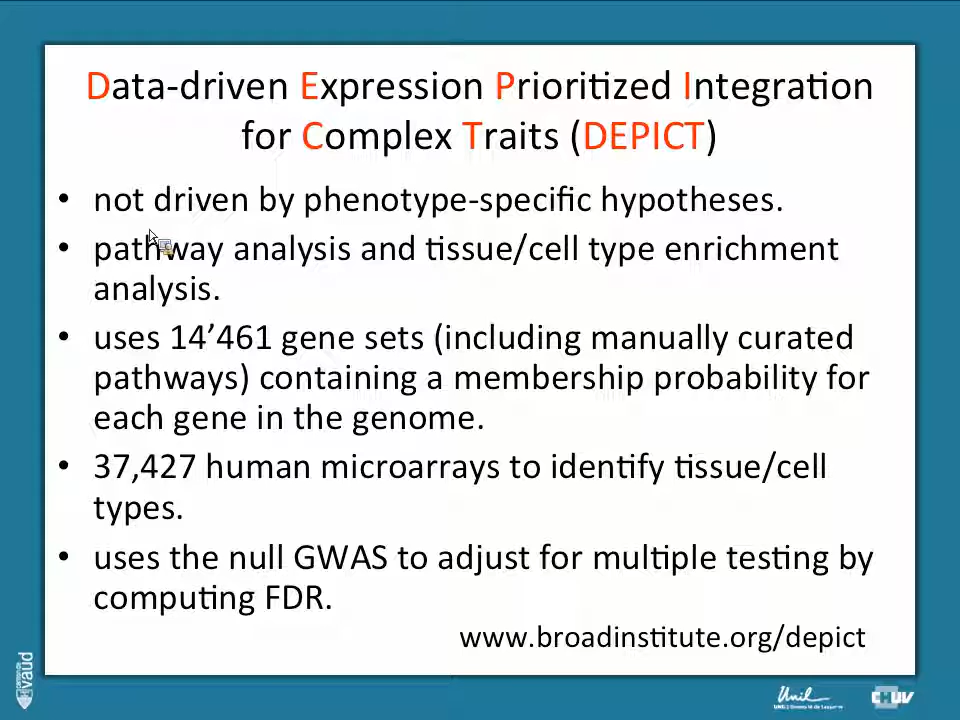 Data-driven Expression Prioritized Integration
for Complex Traits (DEPICT)
• not driven by phenotype-specific hypotheses.
• pathway analysis and tissue/cell type enrichment
analysis.
• uses 14’461 gene sets (including manually curated
pathways) containing a membership probability for
each gene in the genome.
• 37,427 human microarrays to identify tissue/cell
types.
• uses the null GWAS to adjust for multiple testing by
computing FDR.
www.broadinstitute.org/depict
vaud
Unil
CHUV